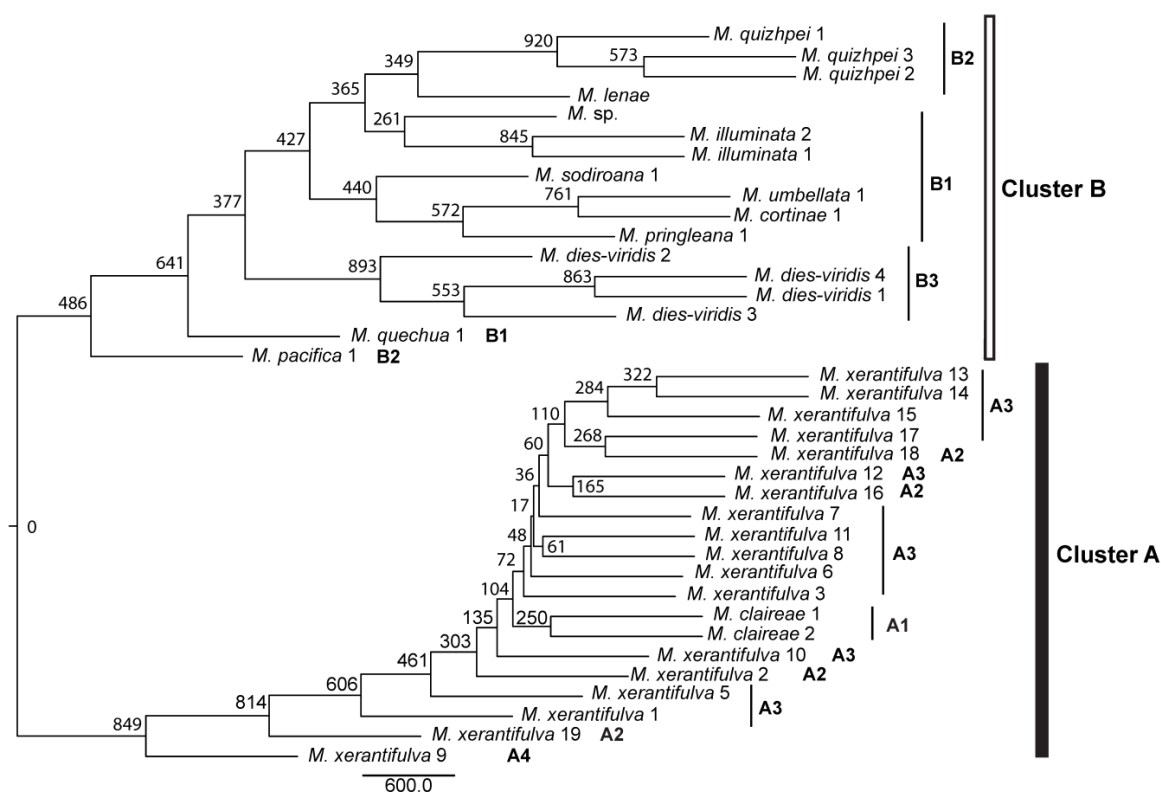 920
M. quizhpei 1
573
M. quizhpei 3
M. quizhpei 2
B2
349
M. lenae
365
261
M. sp.
845
M. illuminata 2
M. illuminata 1
427
440
M. sodiroana 1
761
M. umbellata 1
572
M. cortinae 1
M. pringleana 1
B1
Cluster B
377
893
M. dies-viridis 2
863
M. dies-viridis 4
553
M. dies-viridis 1
M. dies-viridis 3
B3
641
486
M. quechua 1 B1
M. pacifica 1 B2
322
M. xerantifulva 13
284
M. xerantifulva 14
M. xerantifulva 15
A3
110
268
M. xerantifulva 17
M. xerantifulva 18 A2
60
M. xerantifulva 12 A3
165
M. xerantifulva 16 A2
36
17
M. xerantifulva 7
48
M. xerantifulva 11
61
M. xerantifulva 8
A3
72
M. xerantifulva 6
M. xerantifulva 3
104
250
M. claireae 1
M. claireae 2
A1
135
M. xerantifulva 10 A3
303
M. xerantifulva 2 A2
461
M. xerantifulva 5
606
M. xerantifulva 1
A3
814
M. xerantifulva 19 A2
849
M. xerantifulva 9 A4
Cluster A
0
600.0